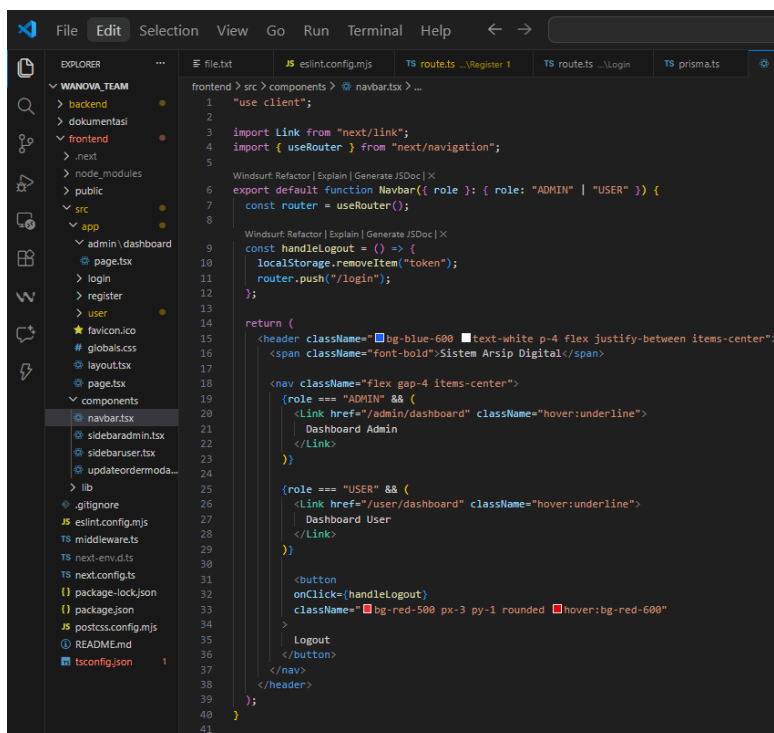 File Edit Selection View Go Run Terminal Help
EXPLORER
WANOVA_TEAM
backend
dokumentasi
frontend
.next
node_modules
public
src
app
admin\dashboard
page.tsx
login
register
user
favicon.ico
# globals.css
layout.tsx
page.tsx
components
navbar.tsx
sidebaradmin.tsx
sidebaruser.tsx
updateordermoda...
lib
.gitignore
JS eslint.config.mjs
TS middleware.ts
TS next-env.d.ts
TS next.config.ts
{} package-lock.json
{} package.json
JS postcss.config.mjs
README.md
tsconfig.json 1
file.txt JS eslint.config.mjs TS route.ts ...\Register 1 TS route.ts ...\Login TS prisma.ts
frontend > src > components > navbar.tsx > ...
1 "use client";
2
3 import Link from "next/link";
4 import { useRouter } from "next/navigation";
5
Windsurf: Refactor | Explain | Generate JSDoc | X
6 export default function Navbar({ role }: { role: "ADMIN" | "USER" }) {
7 const router = useRouter();
8
Windsurf: Refactor | Explain | Generate JSDoc | X
9 const handleLogout = () => {
10 localStorage.removeItem("token");
11 router.push("/login");
12 };
13
14 return (
15 <header className="bg-blue-600 text-white p-4 flex justify-between items-center">
16 <span className="font-bold">Sistem Arsip Digital</span>
17
18 <nav className="flex gap-4 items-center">
19 {role === "ADMIN" && (
20 <Link href="/admin/dashboard" className="hover:underline">
21 Dashboard Admin
22 </Link>
23 )}
24
25 {role === "USER" && (
26 <Link href="/user/dashboard" className="hover:underline">
27 Dashboard User
28 </Link>
29 )}
30
31 <button
32 onClick={handleLogout}
33 className="bg-red-500 px-3 py-1 rounded hover:bg-red-600"
34 >
35 Logout
36 </button>
37 </nav>
38 </header>
39 );
40 }
41